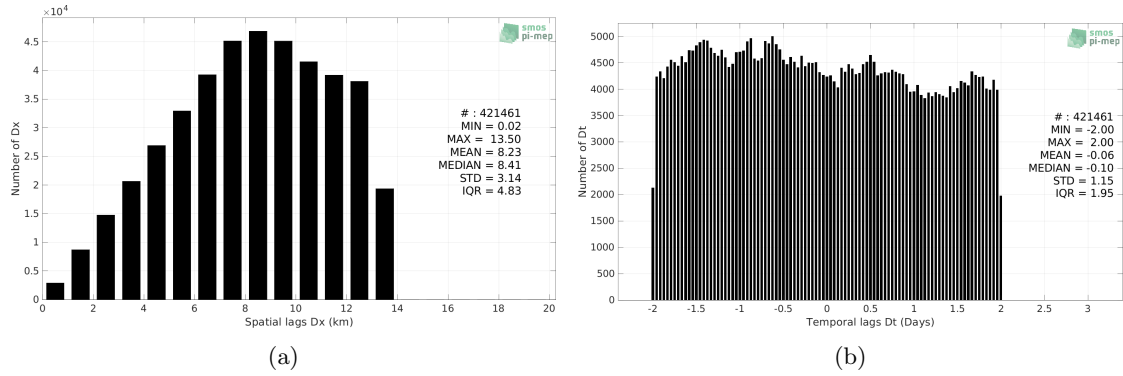 ×10⁴
4.5
4
3.5
3
2.5
2
1.5
1
0.5
0
Number of Dx
0 2 4 6 8 10 12 14 16 18 20
Spatial lags Dx (km)
smos
pi-mep
# : 421461
MIN = 0.02
MAX = 13.50
MEAN = 8.23
MEDIAN = 8.41
STD = 3.14
IQR = 4.83
(a)
5000
4500
4000
3500
3000
2500
2000
1500
1000
500
0
Number of Dt
-2 -1.5 -1 -0.5 0 0.5 1 1.5 2 2.5 3
Temporal lags Dt (Days)
smos
pi-mep
# : 421461
MIN = -2.00
MAX = 2.00
MEAN = -0.06
MEDIAN = -0.10
STD = 1.15
IQR = 1.95
(b)